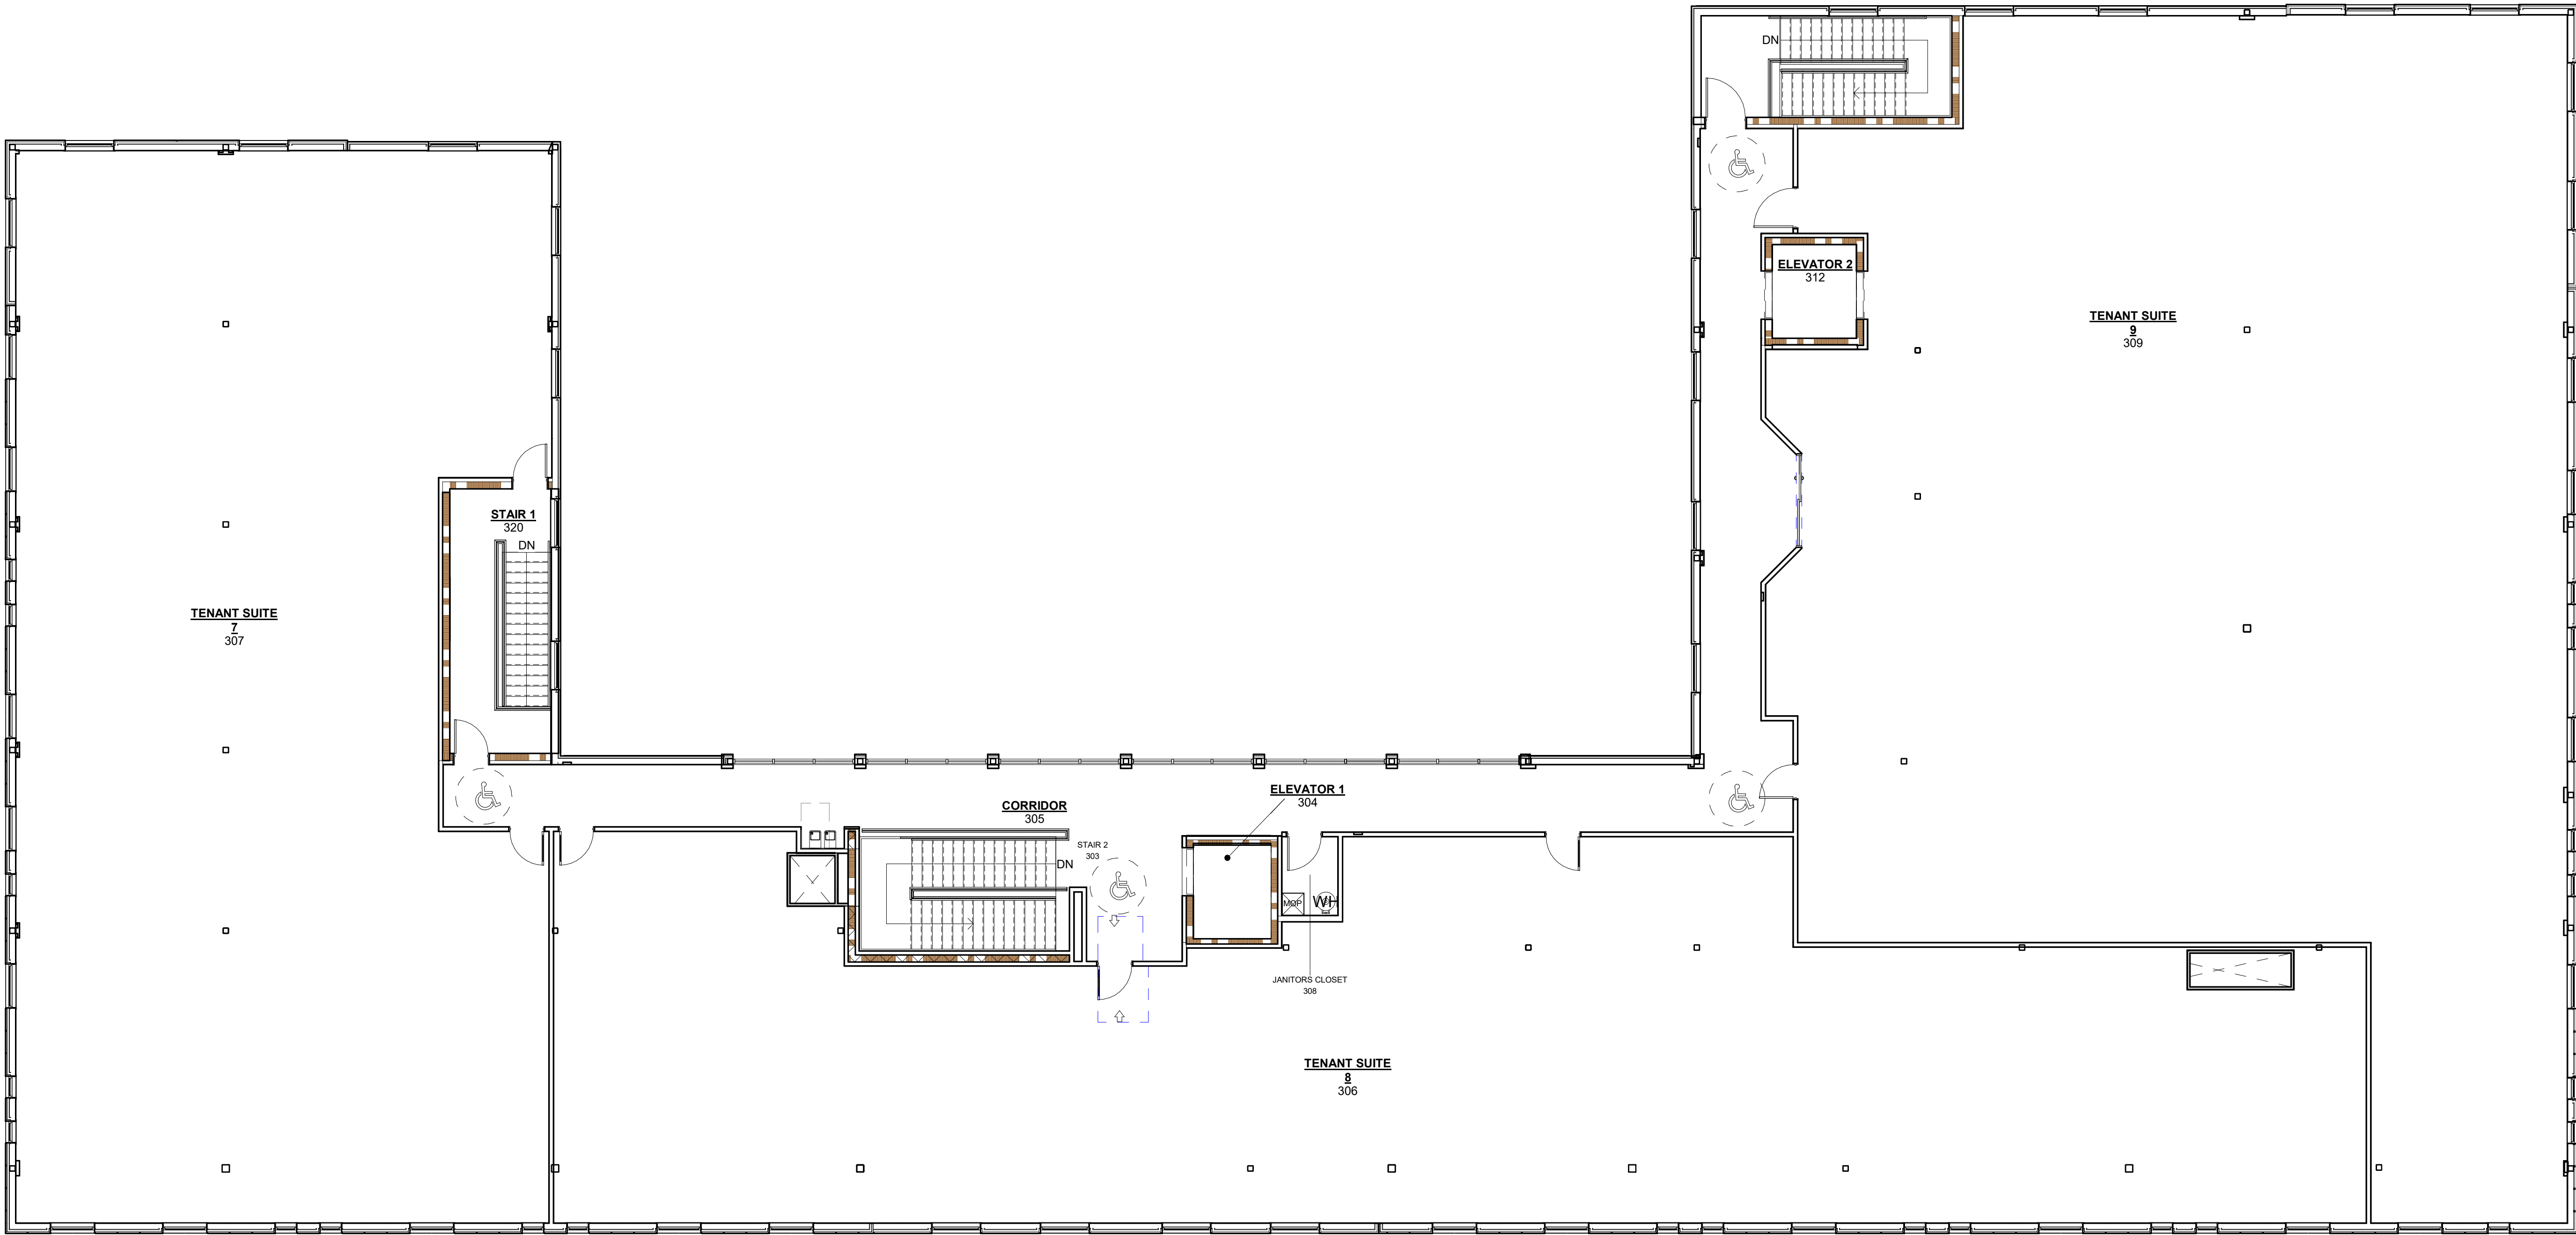 DN
ELEVATOR 2
312
TENANT SUITE
9
309
STAIR 1
320
DN
TENANT SUITE
7
307
CORRIDOR
305
ELEVATOR 1
304
STAIR 2
303
DN
MOP
WH
JANITORS CLOSET
308
TENANT SUITE
8
306